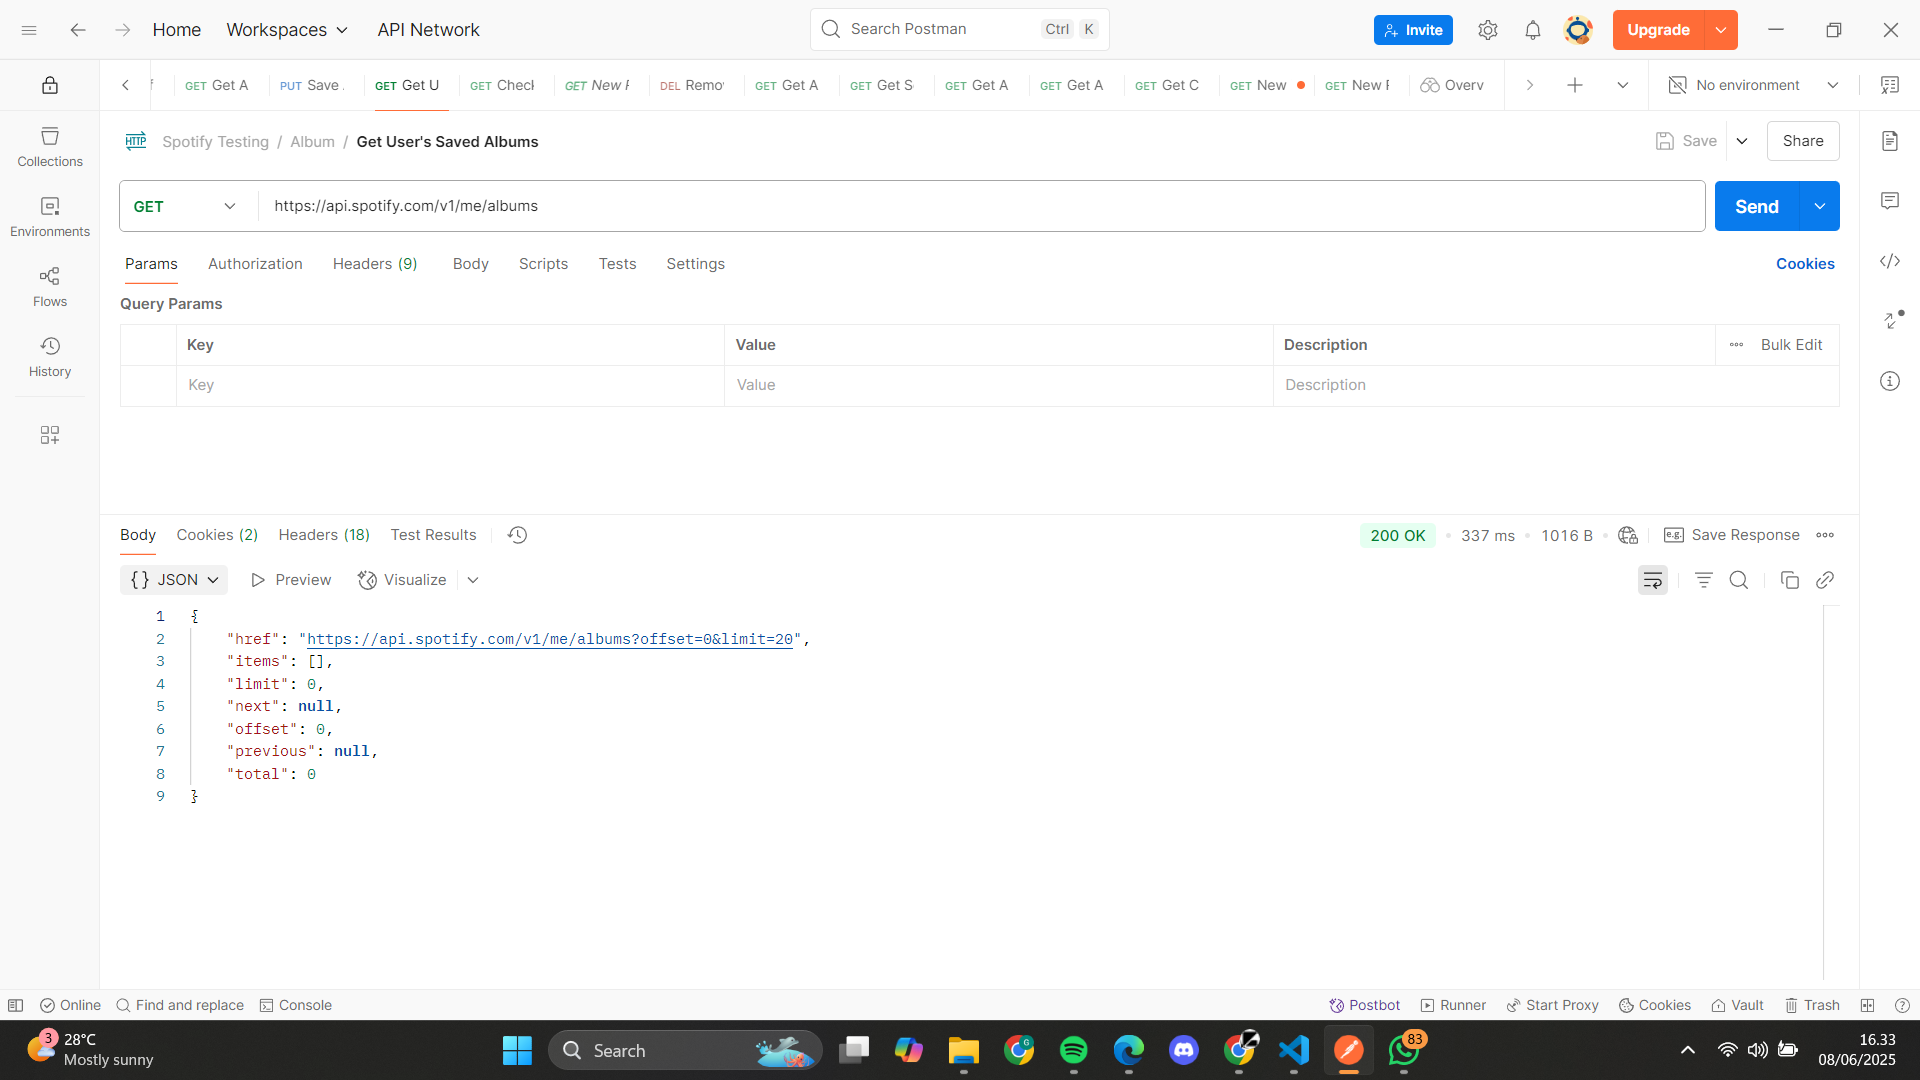 Home Workspaces API Network Search Postman Ctrl K Invite Upgrade
GET Get A PUT Save . GET Get U GET Check GET New F DEL Remov GET Get A GET Get S GET Get A GET Get A GET Get C GET New GET New F Overv No environment
Spotify Testing / Album / Get User's Saved Albums Save Share
GET https://api.spotify.com/v1/me/albums Send
Params Authorization Headers (9) Body Scripts Tests Settings Cookies
Query Params
Key Value Description Bulk Edit
Key Value Description
Collections
Environments
Flows
History
Body Cookies (2) Headers (18) Test Results 200 OK 337 ms 1016 B e.g. Save Response
{} JSON Preview Visualize
1 {
2 "href": "https://api.spotify.com/v1/me/albums?offset=0&limit=20",
3 "items": [],
4 "limit": 0,
5 "next": null,
6 "offset": 0,
7 "previous": null,
8 "total": 0
9 }
Online Find and replace Console Postbot Runner Start Proxy Cookies Vault Trash
3 28°C
Mostly sunny
Search
G
83
16.33
08/06/2025
HTTP